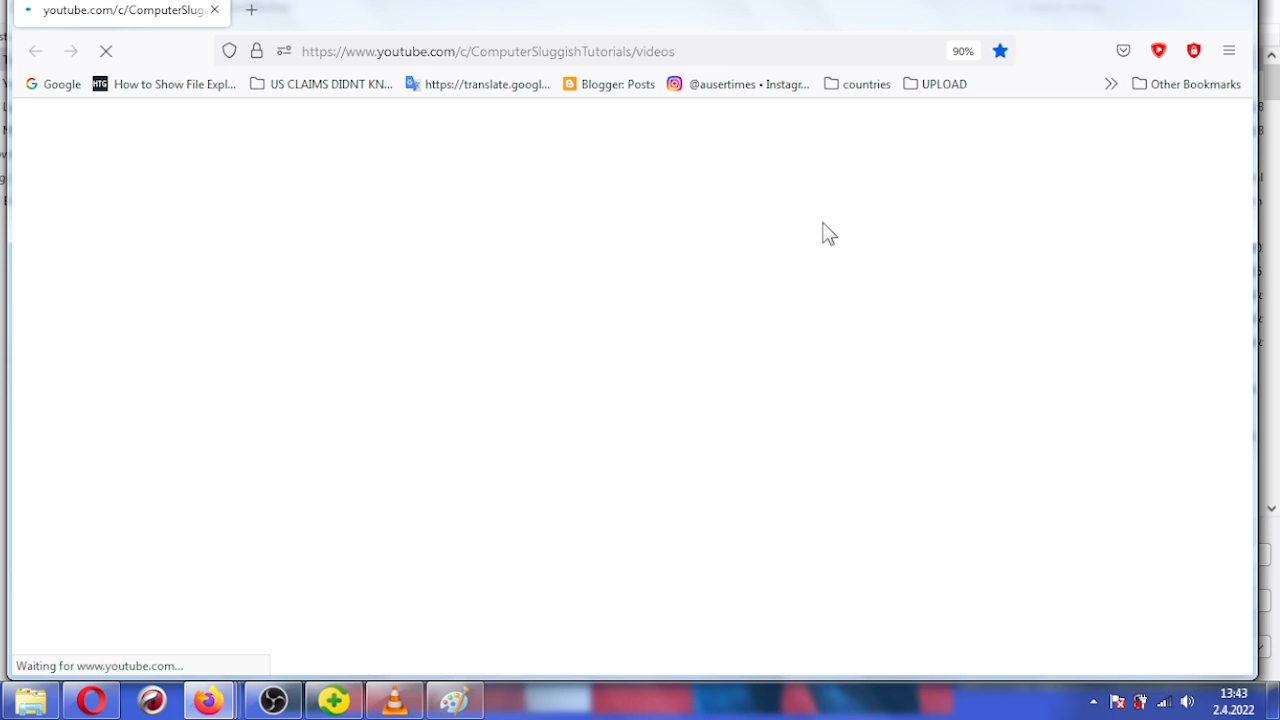 youtube.com/c/ComputerSlugg
https://www.youtube.com/c/ComputerSluggishTutorials/videos
90%
Google
How to Show File Expl...
US CLAIMS DIDNT KN...
https://translate.googl...
Blogger: Posts
@ausertimes • Instagr...
countries
UPLOAD
Other Bookmarks
Waiting for www.youtube.com...
13:43
2.4.2022